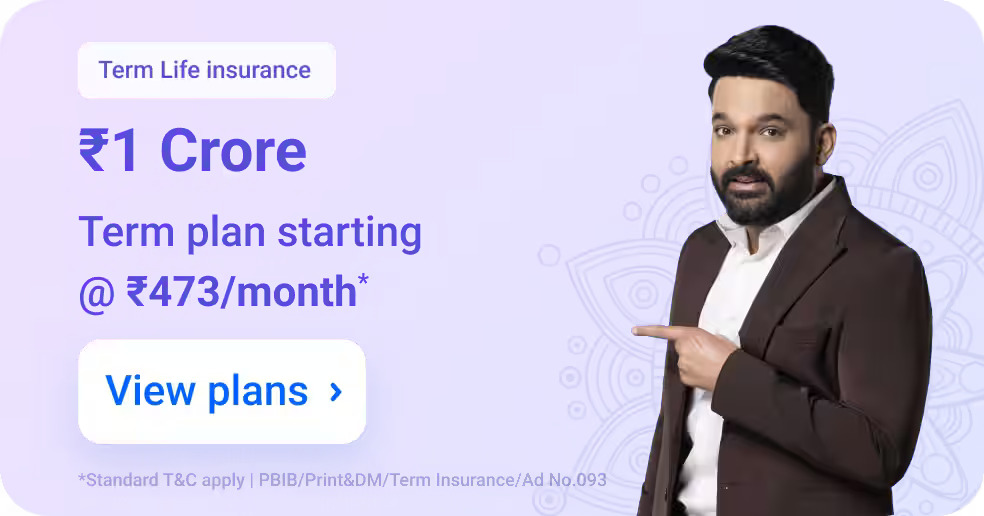 Term Life insurance
₹1 Crore
Term plan starting
@ ₹473/month*
View plans ›
*Standard T&C apply | PBIB/Print&DM/Term Insurance/Ad No.093